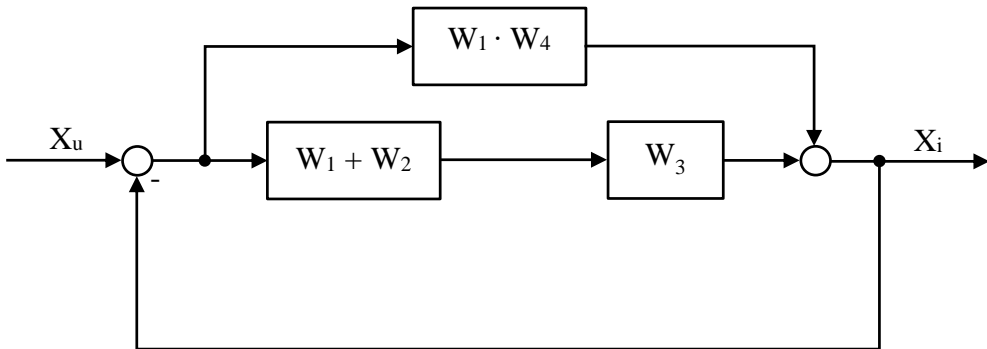 W₁ · W₄
Xu
Xi
W₁ + W₂
W₃
-